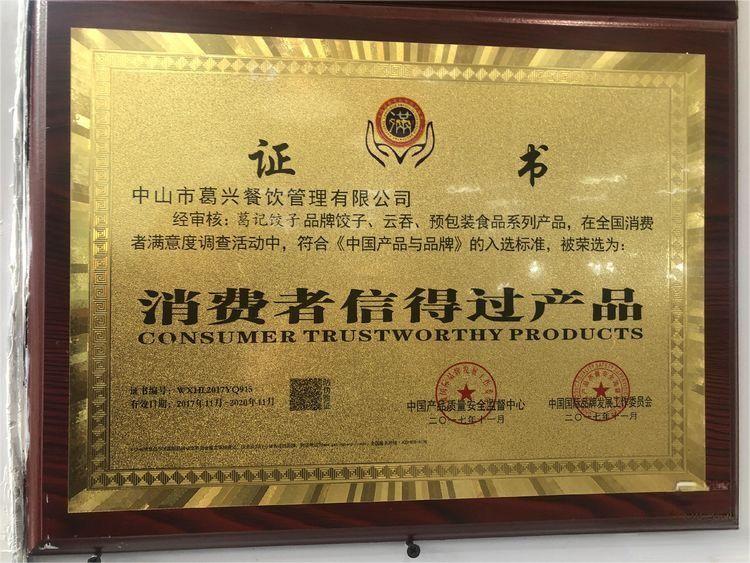 满
证 书
中山市葛兴餐饮管理有限公司
经审核：葛记饺子品牌饺子、云吞、预包装食品系列产品，在全国消费
者满意度调查活动中，符合《中国产品与品牌》的入选标准，被荣选为：
消费者信得过产品
CONSUMER TRUSTWORTHY PRODUCTS
证书编号：WXHL2017YQ915
有效日期：2017年11月-2020年11月
防伪验证
中国产品质量安全监督中心
二〇一七年十一月
中国国际品牌发展工作委员会
二〇一七年十一月